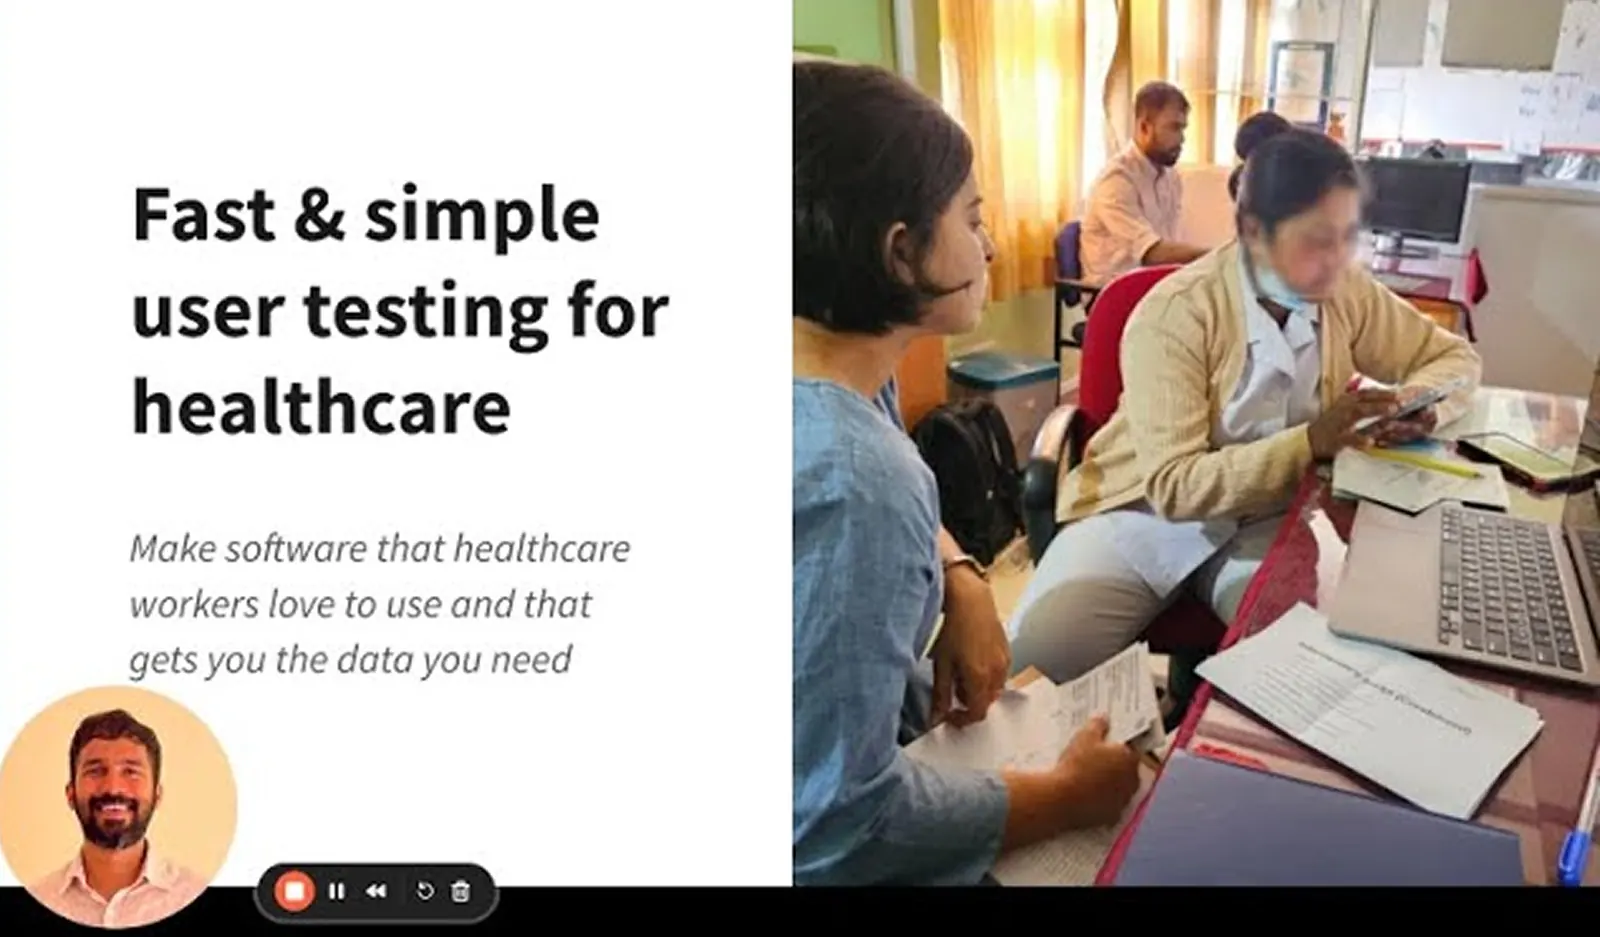 Fast & simple
user testing for
healthcare
Make software that healthcare
workers love to use and that
gets you the data you need